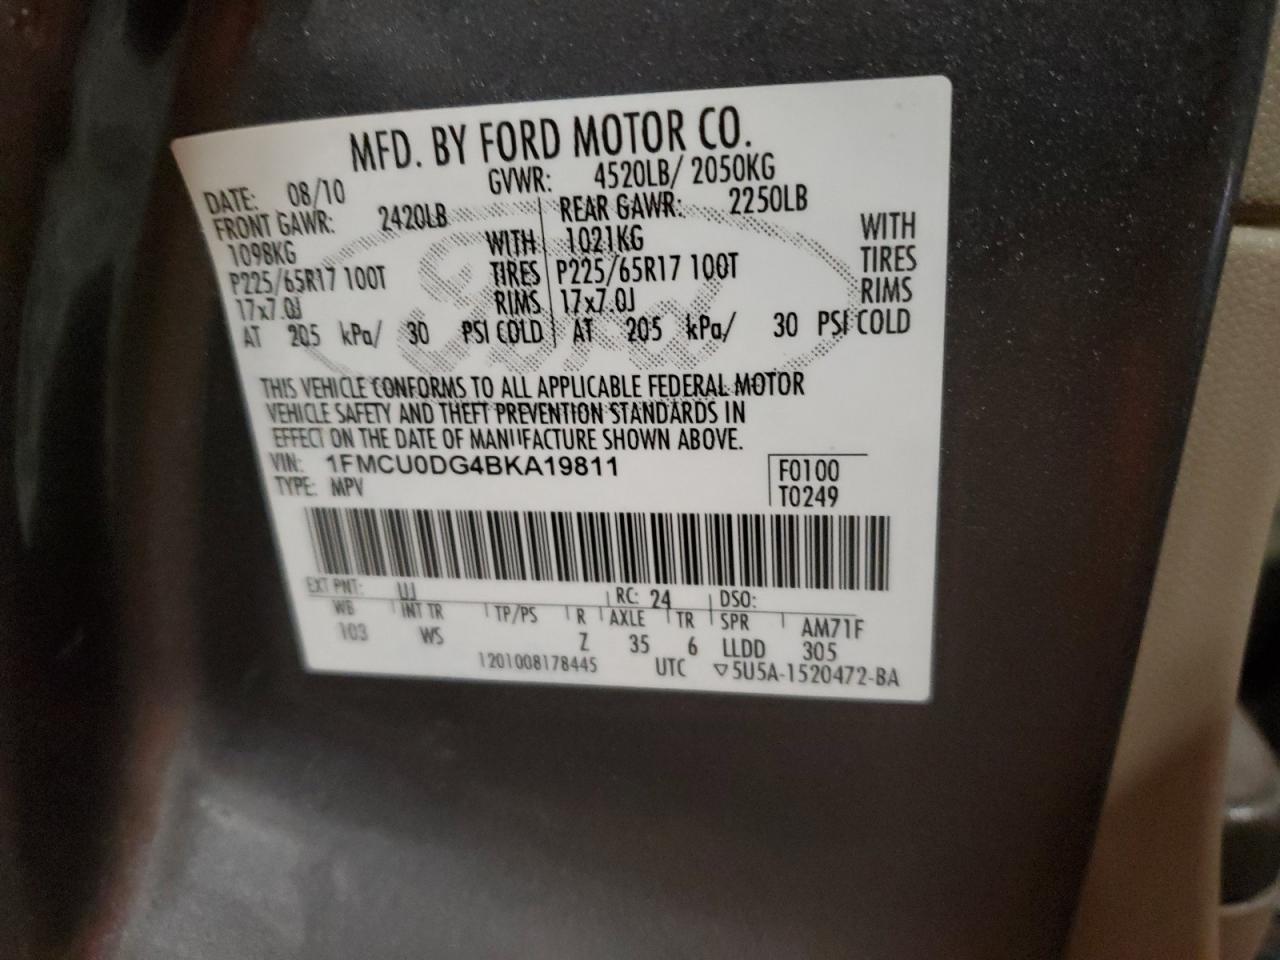 MFD. BY FORD MOTOR CO.
DATE: 08/10 GVWR: 4520LB/ 2050KG
FRONT GAWR: 2420LB REAR GAWR: 2250LB
1098KG WITH 1021KG WITH
P225/65R17 100T TIRES P225/65R17 100T TIRES
17x7.0J RIMS 17x7.0J RIMS
AT 205 kPa/ 30 PSI COLD AT 205 kPa/ 30 PSI COLD
THIS VEHICLE CONFORMS TO ALL APPLICABLE FEDERAL MOTOR
VEHICLE SAFETY AND THEFT PREVENTION STANDARDS IN
EFFECT ON THE DATE OF MANUFACTURE SHOWN ABOVE.
VIN: 1FMCU0DG4BKA19811 F0100
TYPE: MPV T0249
EXT PNT: UJ RC: 24 DSO:
WB INT TR TP/PS R AXLE TR SPR AM71F
103 WS Z 35 6 LLDD 305
1201008178445 UTC ▽5U5A-1520472-BA
Ford